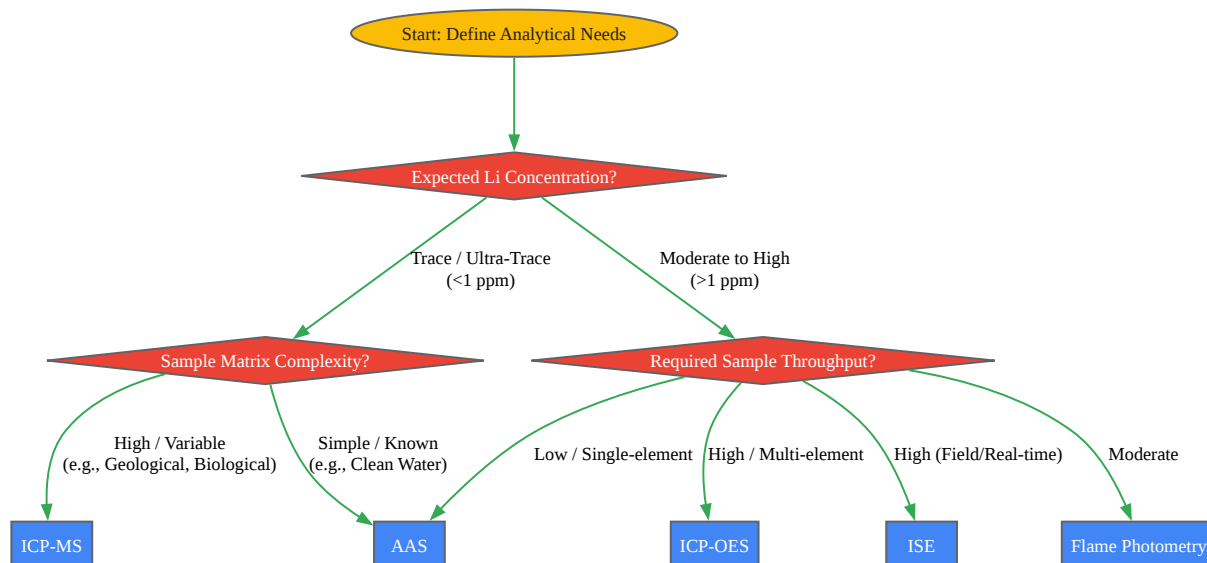 Start: Define Analytical Needs
Expected Li Concentration?
Trace / Ultra-Trace
(<1 ppm)
Moderate to High
(>1 ppm)
Sample Matrix Complexity?
Required Sample Throughput?
High / Variable
(e.g., Geological, Biological)
Simple / Known
(e.g., Clean Water)
Low / Single-element
High / Multi-element
High (Field/Real-time)
Moderate
ICP-MS
AAS
ICP-OES
ISE
Flame Photometry